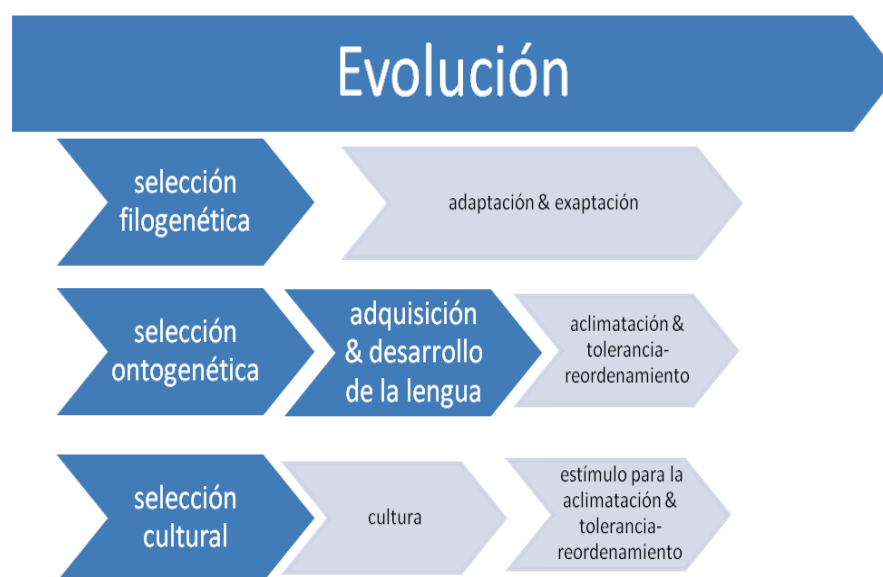 Evolución
selección
filogenética
adaptación & exaptación
selección
ontogenética
adquisición
& desarrollo
de la lengua
aclimatación &
tolerancia-
reordenamiento
selección
cultural
cultura
estímulo para la
aclimatación &
tolerancia-
reordenamiento